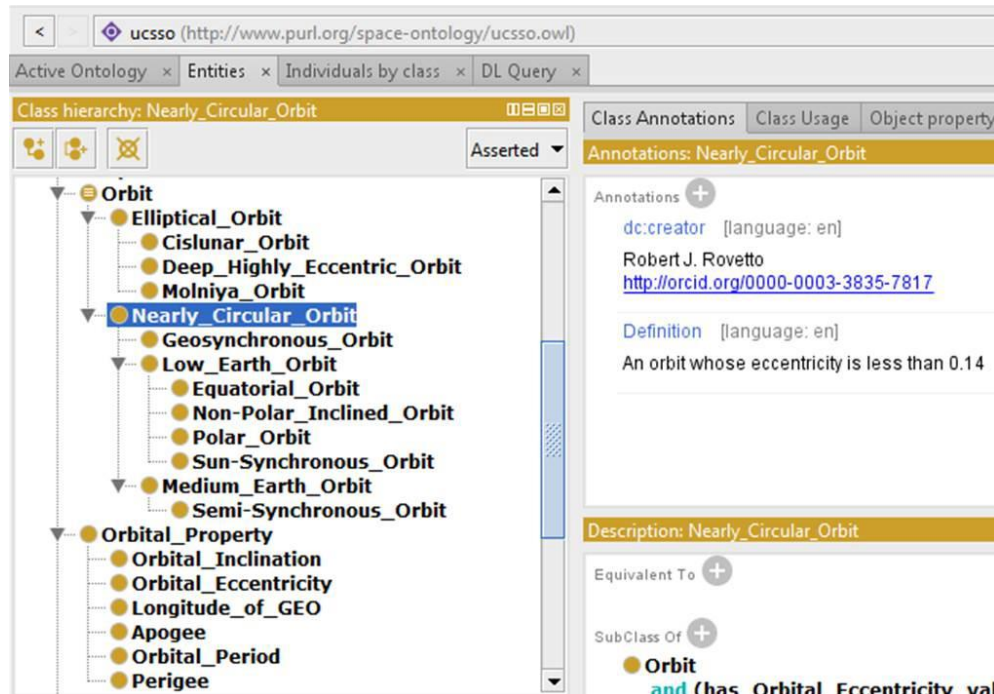 < > ucsso (http://www.purl.org/space-ontology/ucsso.owl)
Active Ontology × Entities × Individuals by class × DL Query ×
Class hierarchy: Nearly_Circular_Orbit
Asserted
Orbit
Elliptical_Orbit
Cislunar_Orbit
Deep_Highly_Eccentric_Orbit
Molniya_Orbit
Nearly_Circular_Orbit
Geosynchronous_Orbit
Low_Earth_Orbit
Equatorial_Orbit
Non-Polar_Inclined_Orbit
Polar_Orbit
Sun-Synchronous_Orbit
Medium_Earth_Orbit
Semi-Synchronous_Orbit
Orbital_Property
Orbital_Inclination
Orbital_Eccentricity
Longitude_of_GEO
Apogee
Orbital_Period
Perigee
Class Annotations Class Usage Object property
Annotations: Nearly_Circular_Orbit
Annotations
dc:creator [language: en]
Robert J. Rovetto
http://orcid.org/0000-0003-3835-7817
Definition [language: en]
An orbit whose eccentricity is less than 0.14
Description: Nearly_Circular_Orbit
Equivalent To
SubClass Of
Orbit
and (has_Orbital_Eccentricity